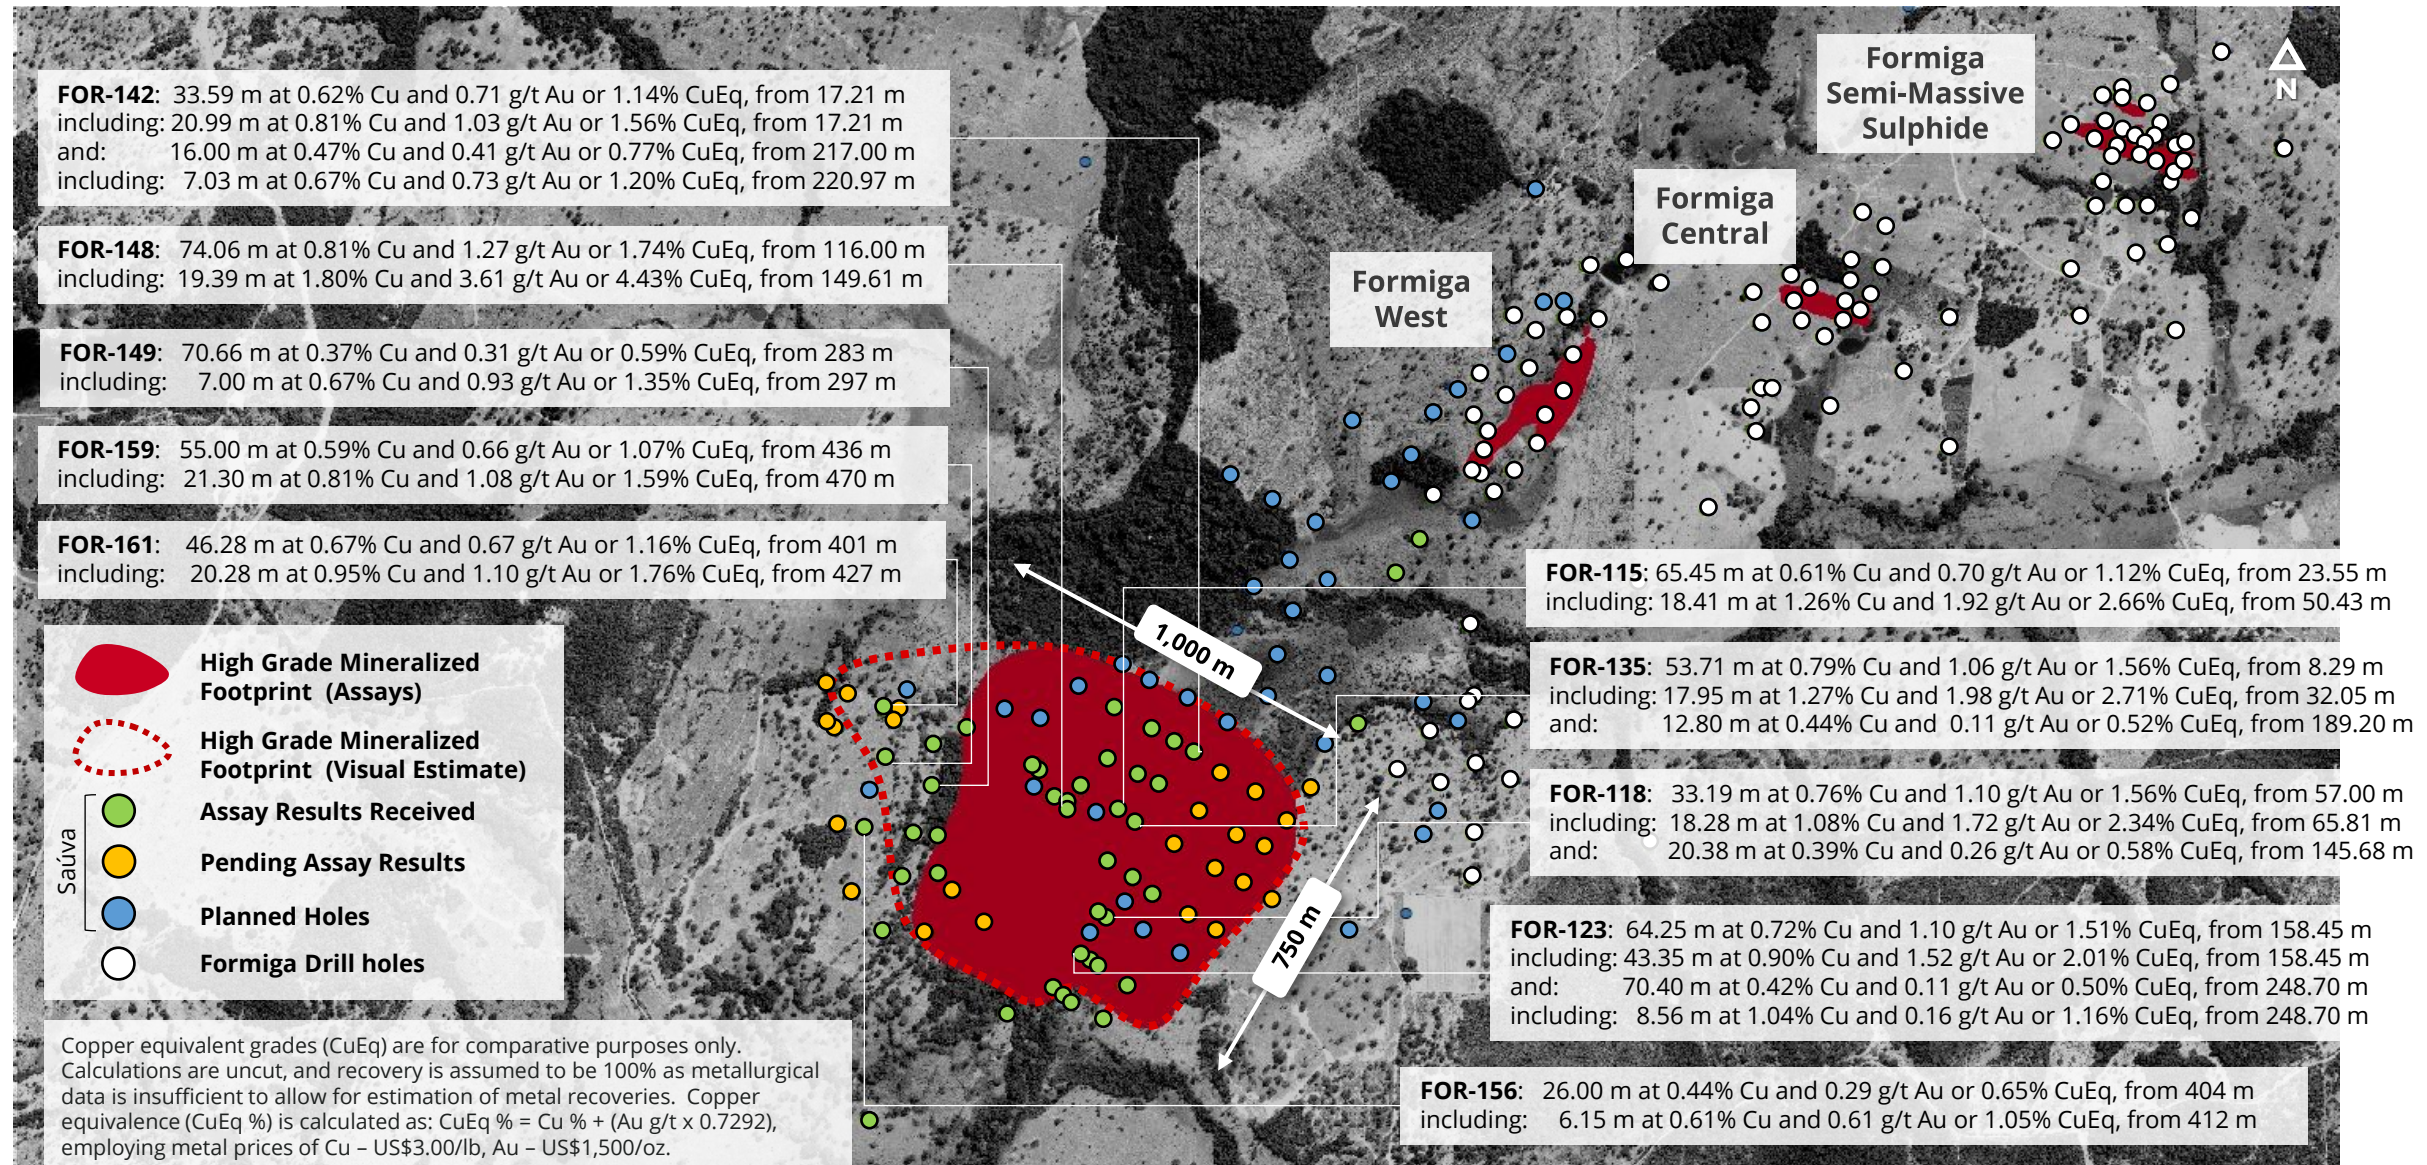 FOR-142: 33.59 m at 0.62% Cu and 0.71 g/t Au or 1.14% CuEq, from 17.21 m
including: 20.99 m at 0.81% Cu and 1.03 g/t Au or 1.56% CuEq, from 17.21 m
and: 16.00 m at 0.47% Cu and 0.41 g/t Au or 0.77% CuEq, from 217.00 m
including: 7.03 m at 0.67% Cu and 0.73 g/t Au or 1.20% CuEq, from 220.97 m
FOR-148: 74.06 m at 0.81% Cu and 1.27 g/t Au or 1.74% CuEq, from 116.00 m
including: 19.39 m at 1.80% Cu and 3.61 g/t Au or 4.43% CuEq, from 149.61 m
FOR-149: 70.66 m at 0.37% Cu and 0.31 g/t Au or 0.59% CuEq, from 283 m
including: 7.00 m at 0.67% Cu and 0.93 g/t Au or 1.35% CuEq, from 297 m
FOR-159: 55.00 m at 0.59% Cu and 0.66 g/t Au or 1.07% CuEq, from 436 m
including: 21.30 m at 0.81% Cu and 1.08 g/t Au or 1.59% CuEq, from 470 m
FOR-161: 46.28 m at 0.67% Cu and 0.67 g/t Au or 1.16% CuEq, from 401 m
including: 20.28 m at 0.95% Cu and 1.10 g/t Au or 1.76% CuEq, from 427 m
High Grade Mineralized
Footprint (Assays)
High Grade Mineralized
Footprint (Visual Estimate)
Saúva
Assay Results Received
Pending Assay Results
Planned Holes
Formiga Drill holes
Copper equivalent grades (CuEq) are for comparative purposes only.
Calculations are uncut, and recovery is assumed to be 100% as metallurgical
data is insufficient to allow for estimation of metal recoveries. Copper
equivalence (CuEq %) is calculated as: CuEq % = Cu % + (Au g/t x 0.7292),
employing metal prices of Cu – US$3.00/lb, Au – US$1,500/oz.
Formiga
West
Formiga
Central
Formiga
Semi-Massive
Sulphide
N
1,000 m
750 m
FOR-115: 65.45 m at 0.61% Cu and 0.70 g/t Au or 1.12% CuEq, from 23.55 m
including: 18.41 m at 1.26% Cu and 1.92 g/t Au or 2.66% CuEq, from 50.43 m
FOR-135: 53.71 m at 0.79% Cu and 1.06 g/t Au or 1.56% CuEq, from 8.29 m
including: 17.95 m at 1.27% Cu and 1.98 g/t Au or 2.71% CuEq, from 32.05 m
and: 12.80 m at 0.44% Cu and 0.11 g/t Au or 0.52% CuEq, from 189.20 m
FOR-118: 33.19 m at 0.76% Cu and 1.10 g/t Au or 1.56% CuEq, from 57.00 m
including: 18.28 m at 1.08% Cu and 1.72 g/t Au or 2.34% CuEq, from 65.81 m
and: 20.38 m at 0.39% Cu and 0.26 g/t Au or 0.58% CuEq, from 145.68 m
FOR-123: 64.25 m at 0.72% Cu and 1.10 g/t Au or 1.51% CuEq, from 158.45 m
including: 43.35 m at 0.90% Cu and 1.52 g/t Au or 2.01% CuEq, from 158.45 m
and: 70.40 m at 0.42% Cu and 0.11 g/t Au or 0.50% CuEq, from 248.70 m
including: 8.56 m at 1.04% Cu and 0.16 g/t Au or 1.16% CuEq, from 248.70 m
FOR-156: 26.00 m at 0.44% Cu and 0.29 g/t Au or 0.65% CuEq, from 404 m
including: 6.15 m at 0.61% Cu and 0.61 g/t Au or 1.05% CuEq, from 412 m